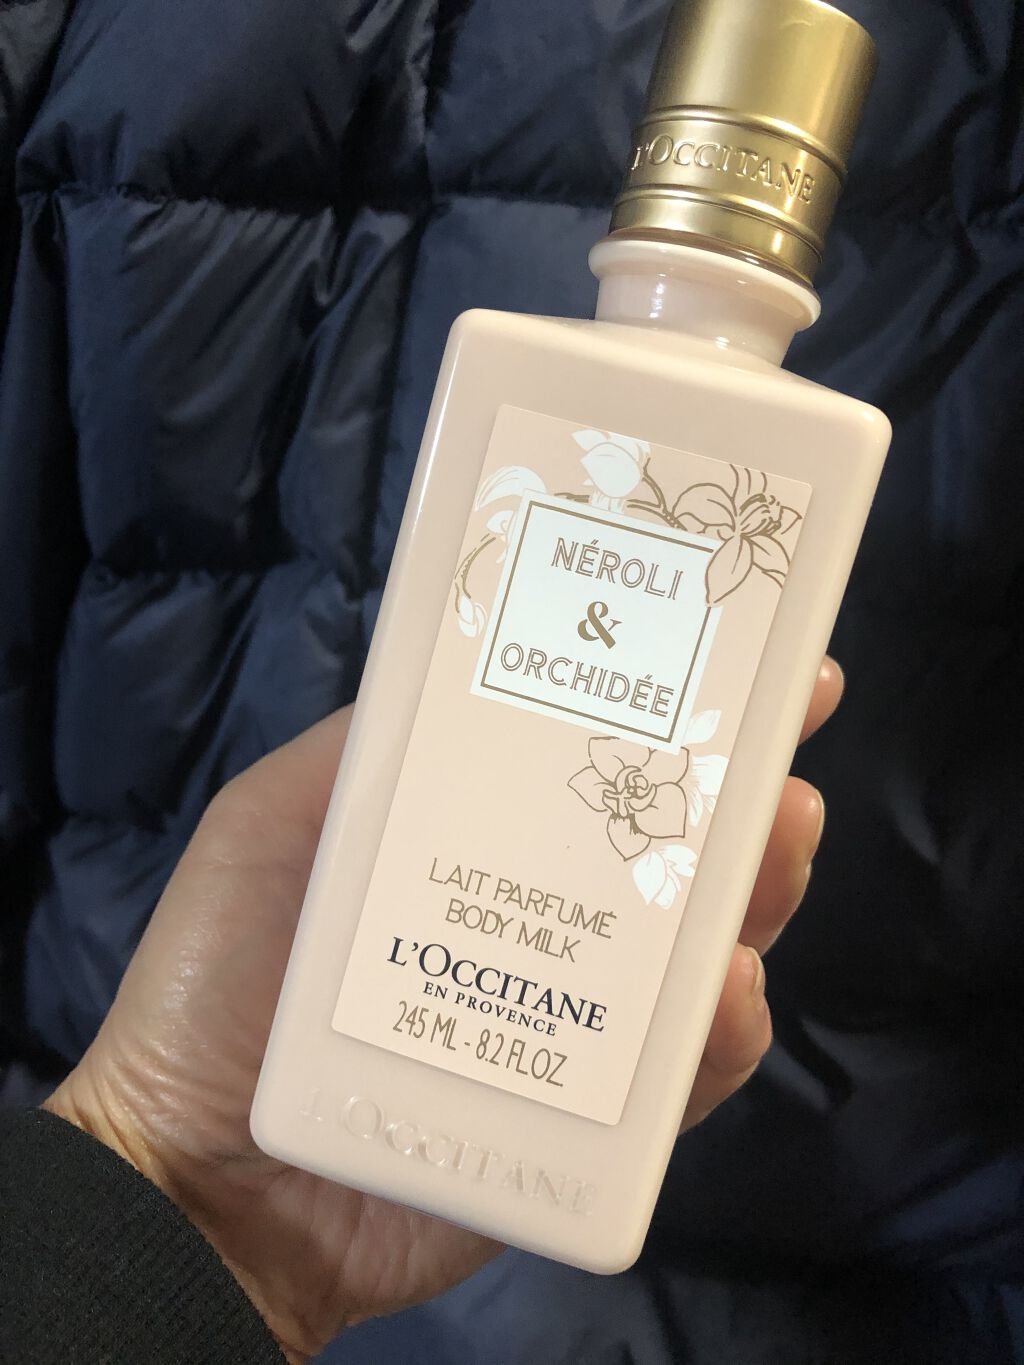 L'OCCITANE
NÉROLI
&
ORCHIDÉE
LAIT PARFUMÉ
BODY MILK
L'OCCITANE
EN PROVENCE
245 ML - 8.2 FL.OZ
L'OCCITANE